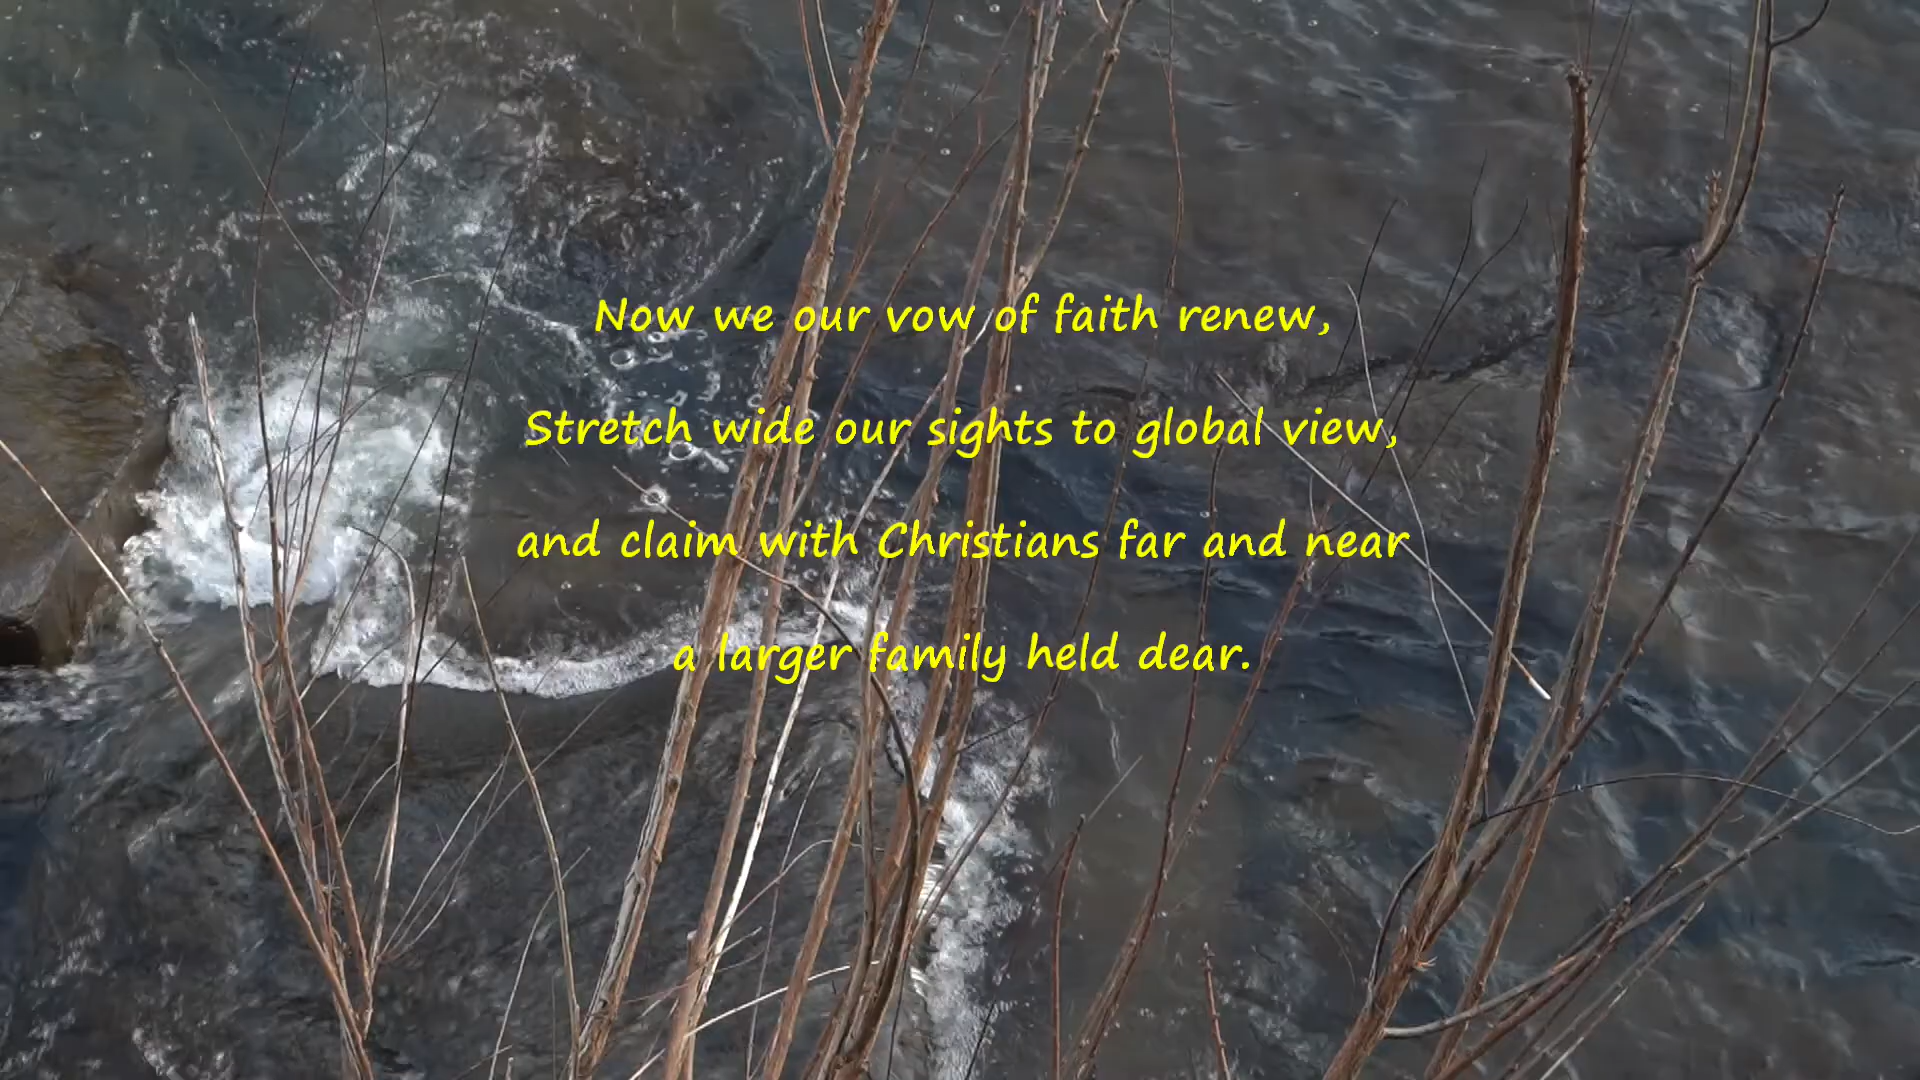 Now we our vow of faith renew,
Stretch wide our sights to global view,
and claim with Christians far and near
a larger family held dear.